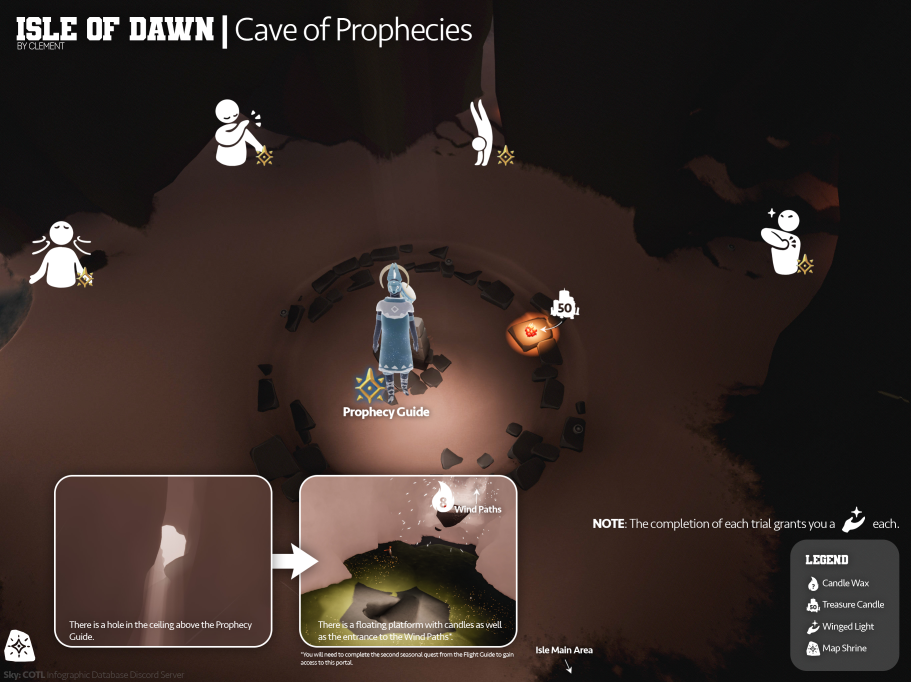 ISLE OF DAWN | Cave of Prophecies
BY CLEMENT
50
Prophecy Guide
8
Wind Paths
There is a hole in the ceiling above the Prophecy
Guide.
There is a floating platform with candles as well
as the entrance to the Wind Paths*.
*You will need to complete the second seasonal quest from the Flight Guide to gain
access to this portal.
NOTE: The completion of each trial grants you a each.
LEGEND
Candle Wax
Treasure Candle
Winged Light
Map Shrine
Isle Main Area
Sky: COTL Infographic Database Discord Server